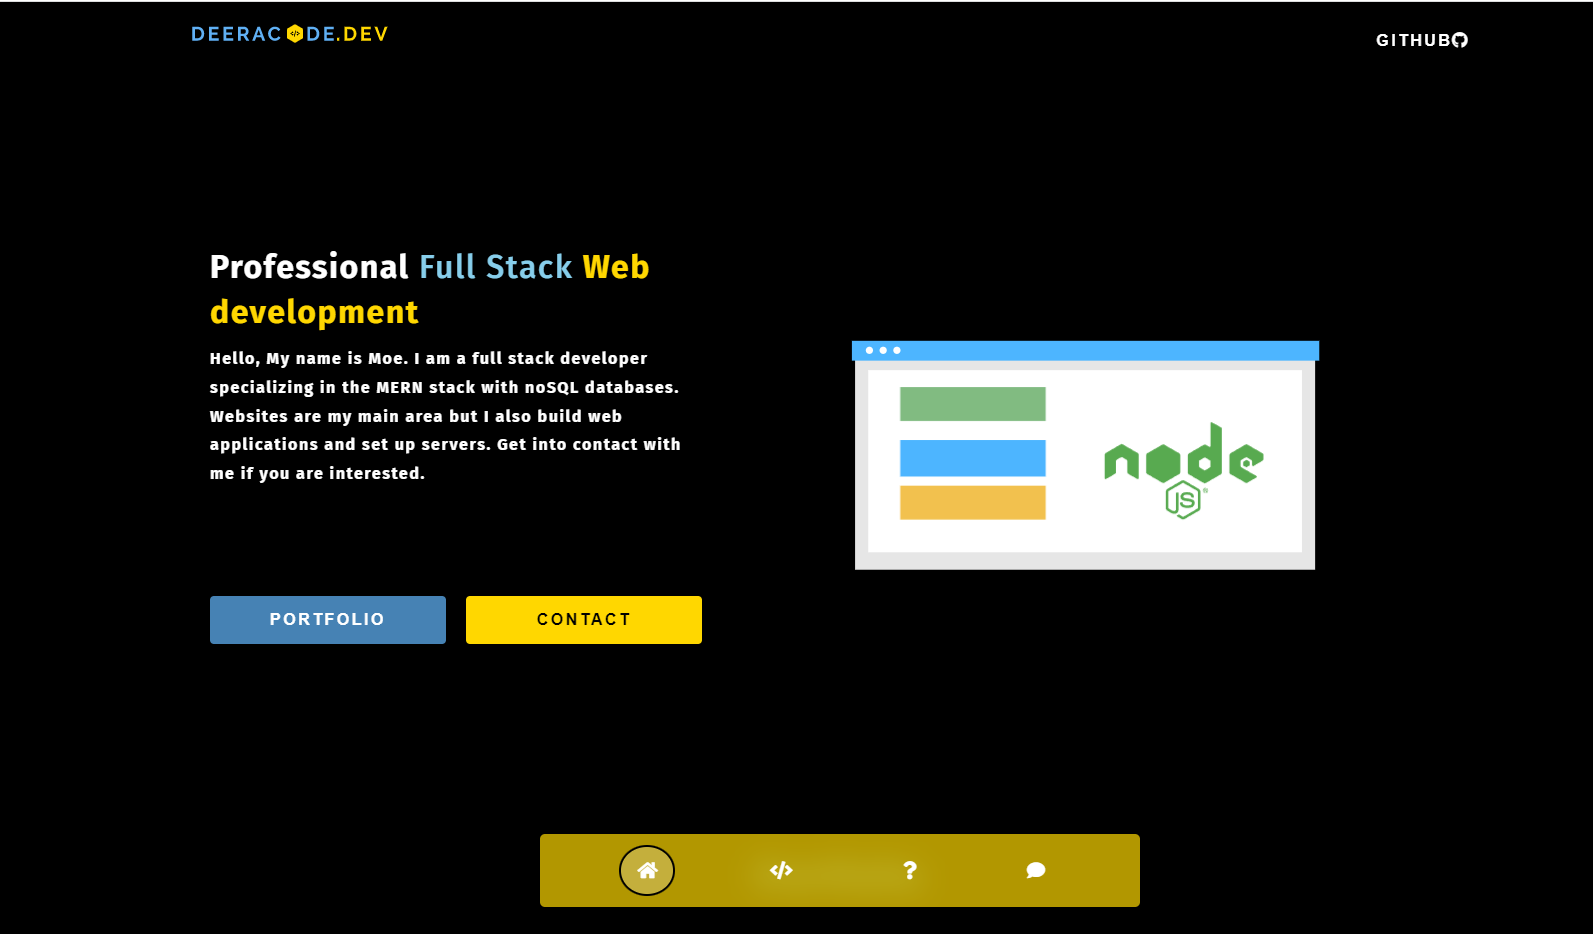 DEERACODE.DEV
GITHUB
Professional Full Stack Web
development
Hello, My name is Moe. I am a full stack developer
specializing in the MERN stack with noSQL databases.
Websites are my main area but I also build web
applications and set up servers. Get into contact with
me if you are interested.
node
JS
PORTFOLIO
CONTACT